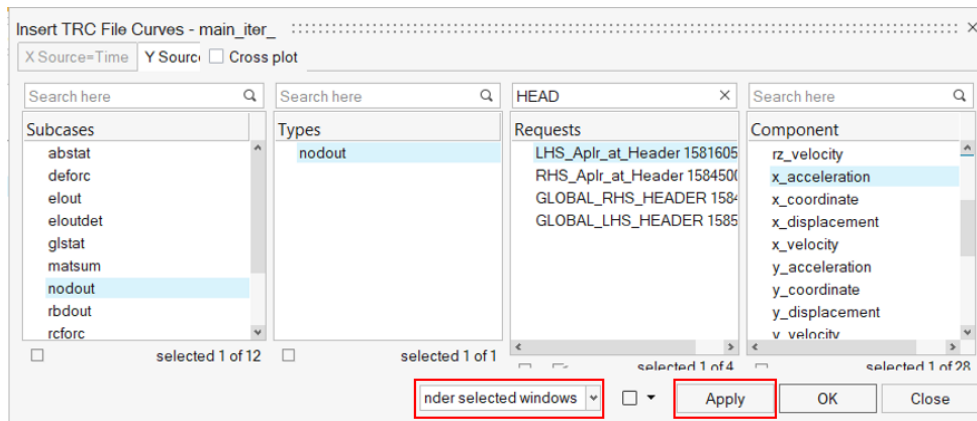 Insert TRC File Curves - main_iter_
X Source=Time Y Sourc Cross plot
Search here Search here HEAD Search here
Subcases Types Requests Component
abstat
deforc
elout
eloutdet
glstat
matsum
nodout
rbdout
rcforc
selected 1 of 12
nodout
selected 1 of 1
LHS_Aplr_at_Header 1581605
RHS_Aplr_at_Header 1584500
GLOBAL_RHS_HEADER 1584
GLOBAL_LHS_HEADER 1585
selected 1 of 4
rz_velocity
x_acceleration
x_coordinate
x_displacement
x_velocity
y_acceleration
y_coordinate
y_displacement
y_velocity
selected 1 of 28
nder selected windows Apply OK Close